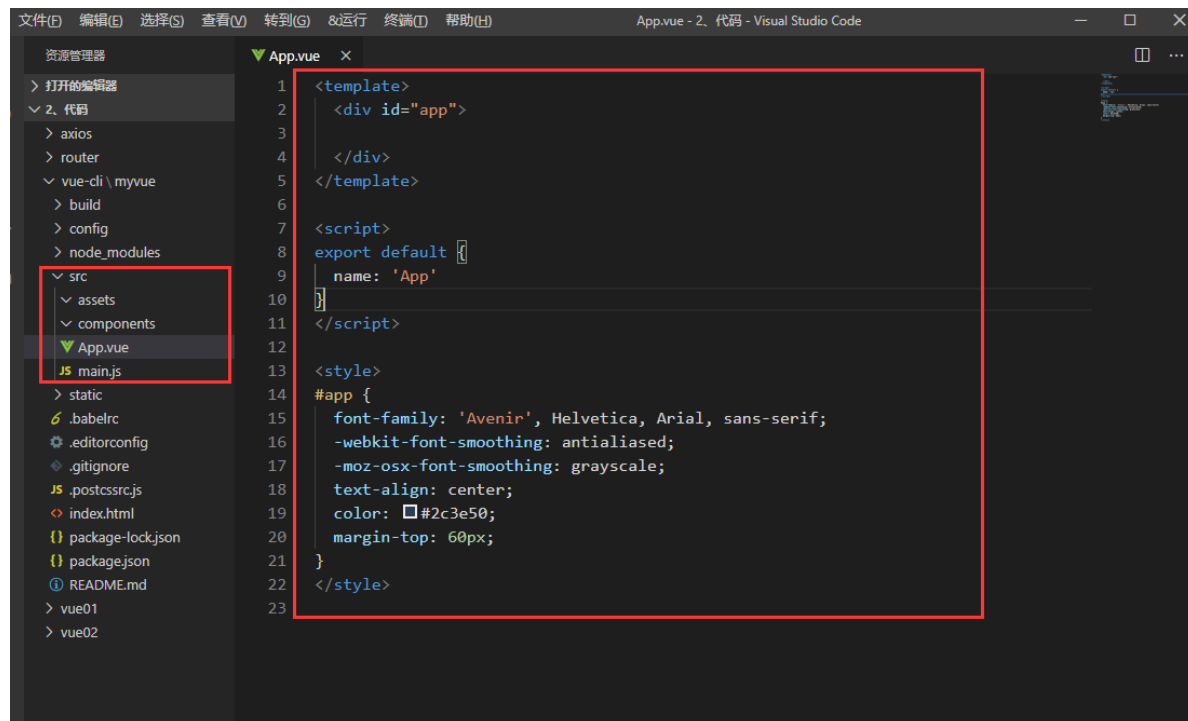 文件(F) 编辑(E) 选择(S) 查看(V) 转到(G) &运行 终端(T) 帮助(H) App.vue - 2、代码 - Visual Studio Code
资源管理器
打开的编辑器
2、代码
axios
router
vue-cli \ myvue
build
config
node_modules
src
assets
components
App.vue
JS main.js
static
.babelrc
.editorconfig
.gitignore
JS .postcssrc.js
<> index.html
{} package-lock.json
{} package.json
README.md
vue01
vue02
App.vue
1 <template>
2 <div id="app">
3
4 </div>
5 </template>
6
7 <script>
8 export default {
9 name: 'App'
10 }
11 </script>
12
13 <style>
14 #app {
15 font-family: 'Avenir', Helvetica, Arial, sans-serif;
16 -webkit-font-smoothing: antialiased;
17 -moz-osx-font-smoothing: grayscale;
18 text-align: center;
19 color: #2c3e50;
20 margin-top: 60px;
21 }
22 </style>
23